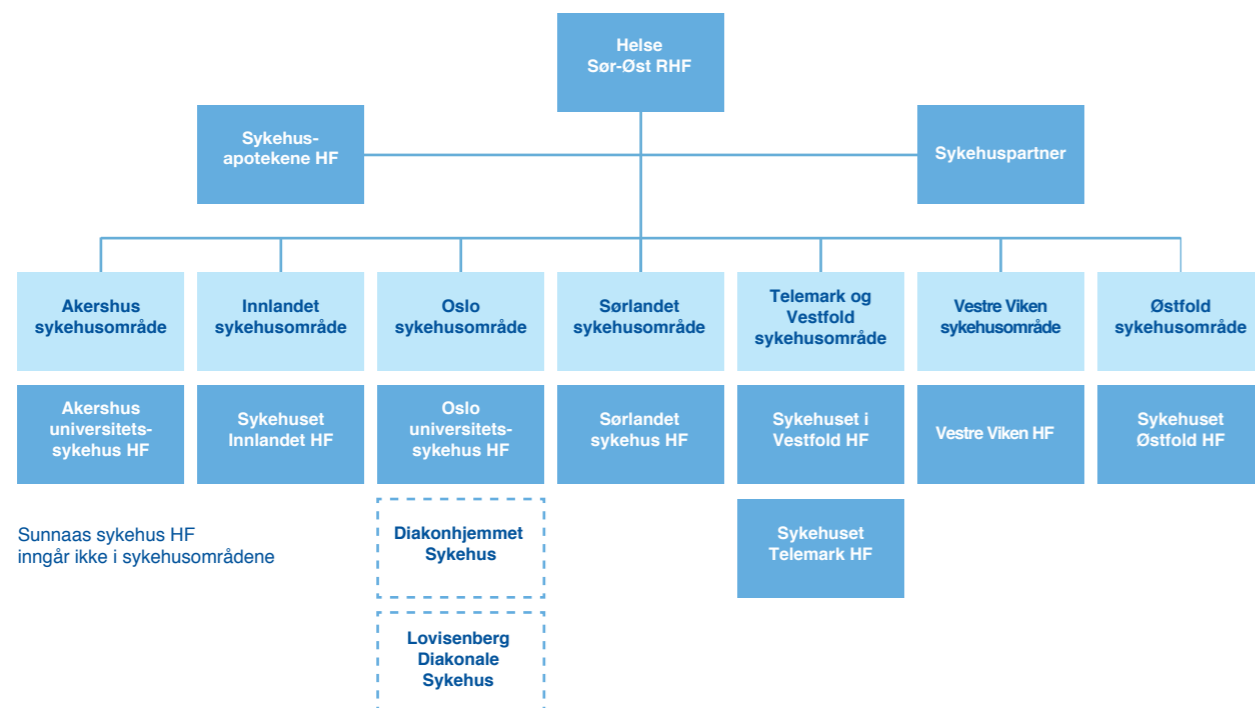 Helse
Sør-Øst RHF
Sykehus-
apotekene HF
Sykehuspartner
Akershus
sykehusområde
Innlandet
sykehusområde
Oslo
sykehusområde
Sørlandet
sykehusområde
Telemark og
Vestfold
sykehusområde
Vestre Viken
sykehusområde
Østfold
sykehusområde
Akershus
universitets-
sykehus HF
Sykehuset
Innlandet HF
Oslo
universitets-
sykehus HF
Sørlandet
sykehus HF
Sykehuset i
Vestfold HF
Vestre Viken HF
Sykehuset
Østfold HF
Sunnaas sykehus HF
inngår ikke i sykehusområdene
Diakonhjemmet
Sykehus
Sykehuset
Telemark HF
Lovisenberg
Diakonale
Sykehus